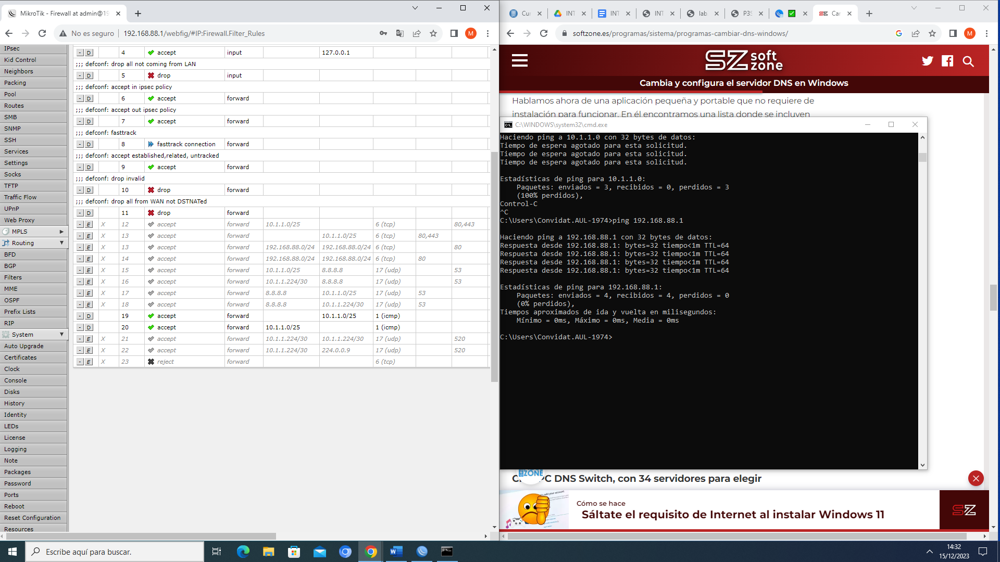 MikroTik - Firewall at admin@19
No es seguro
192.168.88.1/webfig/#IP:Firewall.Filter_Rules
M
IPsec
Kid Control
Neighbors
Packing
Pool
Routes
SMB
SNMP
SSH
Services
Settings
Socks
TFTP
Traffic Flow
UPnP
Web Proxy
MPLS
Routing
BFD
BGP
Filters
MME
OSPF
Prefix Lists
RIP
System
Auto Upgrade
Certificates
Clock
Console
Disks
History
Identity
LEDs
License
Logging
Note
Packages
Password
Ports
Reboot
Reset Configuration
Resources
- D 4 accept input 127.0.0.1
;;; defconf: drop all not coming from LAN
- D 5 drop input
;;; defconf: accept in ipsec policy
- D 6 accept forward
;;; defconf: accept out ipsec policy
- D 7 accept forward
;;; defconf: fasttrack
- D 8 fasttrack connection forward
;;; defconf: accept established,related, untracked
- D 9 accept forward
;;; defconf: drop invalid
- D 10 drop forward
;;; defconf: drop all from WAN not DSTNATed
- D 11 drop forward
- E X 12 accept forward 10.1.1.0/25 6 (tcp) 80,443
- E X 13 accept forward 10.1.1.0/25 6 (tcp) 80,443
- E X 13 accept forward 192.168.88.0/24 192.168.88.0/24 6 (tcp) 80
- E X 14 accept forward 192.168.88.0/24 192.168.88.0/24 6 (tcp) 80
- E X 15 accept forward 10.1.1.0/25 8.8.8.8 17 (udp) 53
- E X 16 accept forward 10.1.1.224/30 8.8.8.8 17 (udp) 53
- E X 17 accept forward 8.8.8.8 10.1.1.0/25 17 (udp) 53
- E X 18 accept forward 8.8.8.8 10.1.1.224/30 17 (udp) 53
- D 19 accept forward 10.1.1.0/25 1 (icmp)
- D 20 accept forward 10.1.1.0/25 1 (icmp)
- E X 21 accept forward 10.1.1.224/30 10.1.1.224/30 17 (udp) 520
- E X 22 accept forward 10.1.1.224/30 224.0.0.9 17 (udp) 520
- E X 23 reject forward 6 (tcp)
Cur INT INT INT lab. P3S Car
softzone.es/programas/sistema/programas-cambiar-dns-windows/
M
SZ soft zone
Cambia y configura el servidor DNS en Windows
Hablamos ahora de una aplicación pequeña y portable que no requiere de
instalación para funcionar. En él encontramos una lista donde se incluyen
C:\WINDOWS\system32\cmd.exe
Haciendo ping a 10.1.1.0 con 32 bytes de datos:
Tiempo de espera agotado para esta solicitud.
Tiempo de espera agotado para esta solicitud.
Tiempo de espera agotado para esta solicitud.
Estadísticas de ping para 10.1.1.0:
Paquetes: enviados = 3, recibidos = 0, perdidos = 3
(100% perdidos),
Control-C
^C
C:\Users\Convidat.AUL-1974>ping 192.168.88.1
Haciendo ping a 192.168.88.1 con 32 bytes de datos:
Respuesta desde 192.168.88.1: bytes=32 tiempo<1m TTL=64
Respuesta desde 192.168.88.1: bytes=32 tiempo<1m TTL=64
Respuesta desde 192.168.88.1: bytes=32 tiempo<1m TTL=64
Respuesta desde 192.168.88.1: bytes=32 tiempo<1m TTL=64
Estadísticas de ping para 192.168.88.1:
Paquetes: enviados = 4, recibidos = 4, perdidos = 0
(0% perdidos),
Tiempos aproximados de ida y vuelta en milisegundos:
Mínimo = 0ms, Máximo = 0ms, Media = 0ms
C:\Users\Convidat.AUL-1974>
ZONE
PC DNS Switch, con 34 servidores para elegir
Cómo se hace
Sáltate el requisito de Internet al instalar Windows 11
SZ
Escribe aquí para buscar.
14:32
15/12/2023